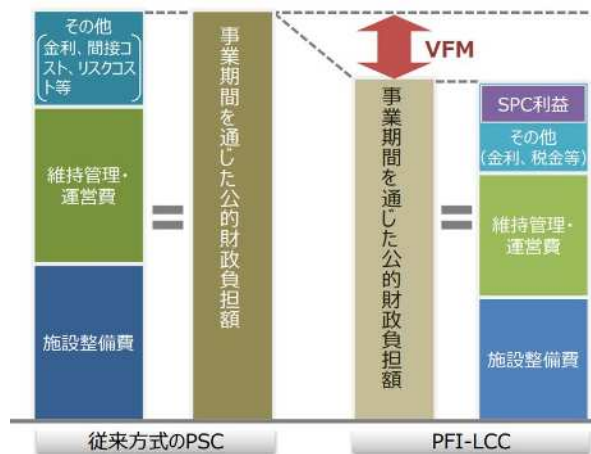 その他
金利、間接コ
スト、リスクコス
ト等
維持管理・
運営費
施設整備費
事業期間を通じた公的財政負担額
従来方式のPSC
VFM
事業期間を通じた公的財政負担額
SPC利益
その他
(金利、税金等)
維持管理・
運営費
施設整備費
PFI-LCC